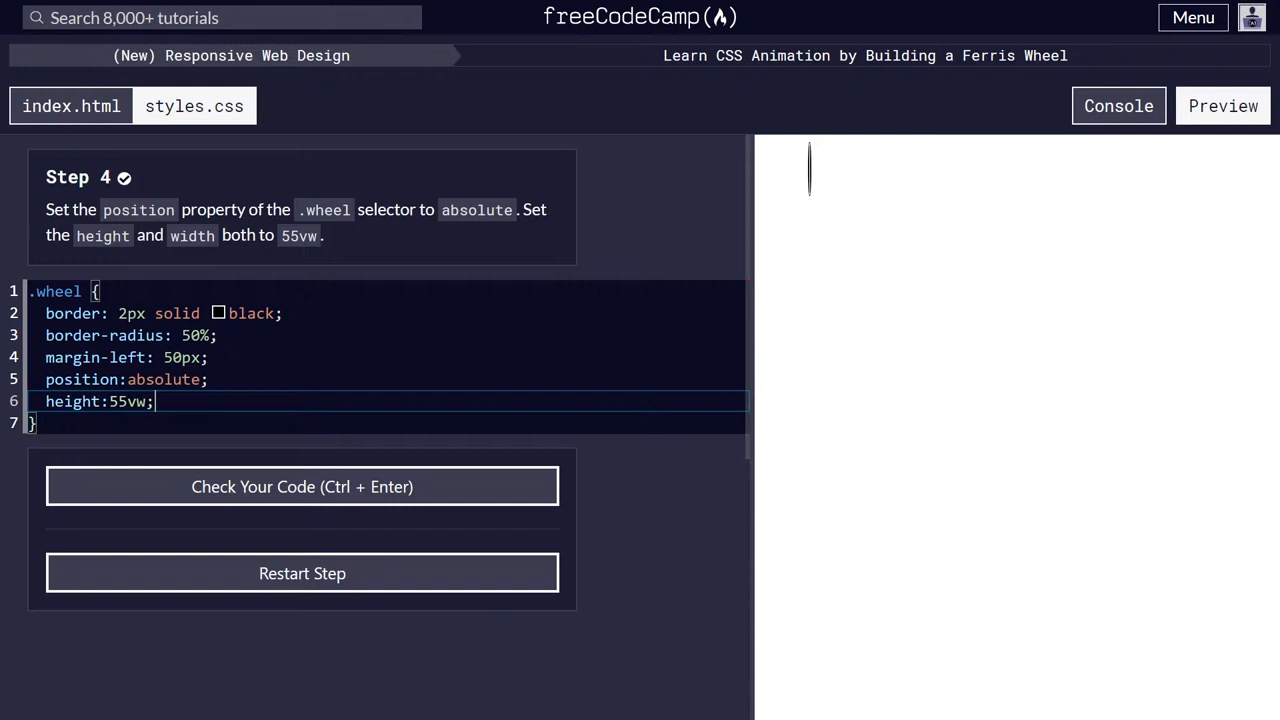 Search 8,000+ tutorials
freeCodeCamp
Menu
(New) Responsive Web Design
Learn CSS Animation by Building a Ferris Wheel
index.html
styles.css
Console
Preview
Step 4
Set the position property of the .wheel selector to absolute. Set
the height and width both to 55vw.
1 .wheel {
2 border: 2px solid black;
3 border-radius: 50%;
4 margin-left: 50px;
5 position:absolute;
6 height:55vw;
7 }
Check Your Code (Ctrl + Enter)
Restart Step